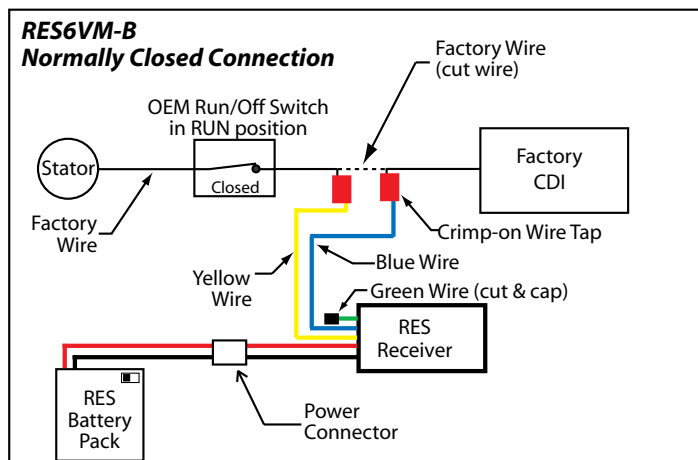 RES6VM-B
Normally Closed Connection
Factory Wire
(cut wire)
OEM Run/Off Switch
in RUN position
Stator
Closed
Factory
CDI
Factory
Wire
Crimp-on Wire Tap
Yellow
Wire
Blue Wire
Green Wire (cut & cap)
RES
Receiver
RES
Battery
Pack
Power
Connector